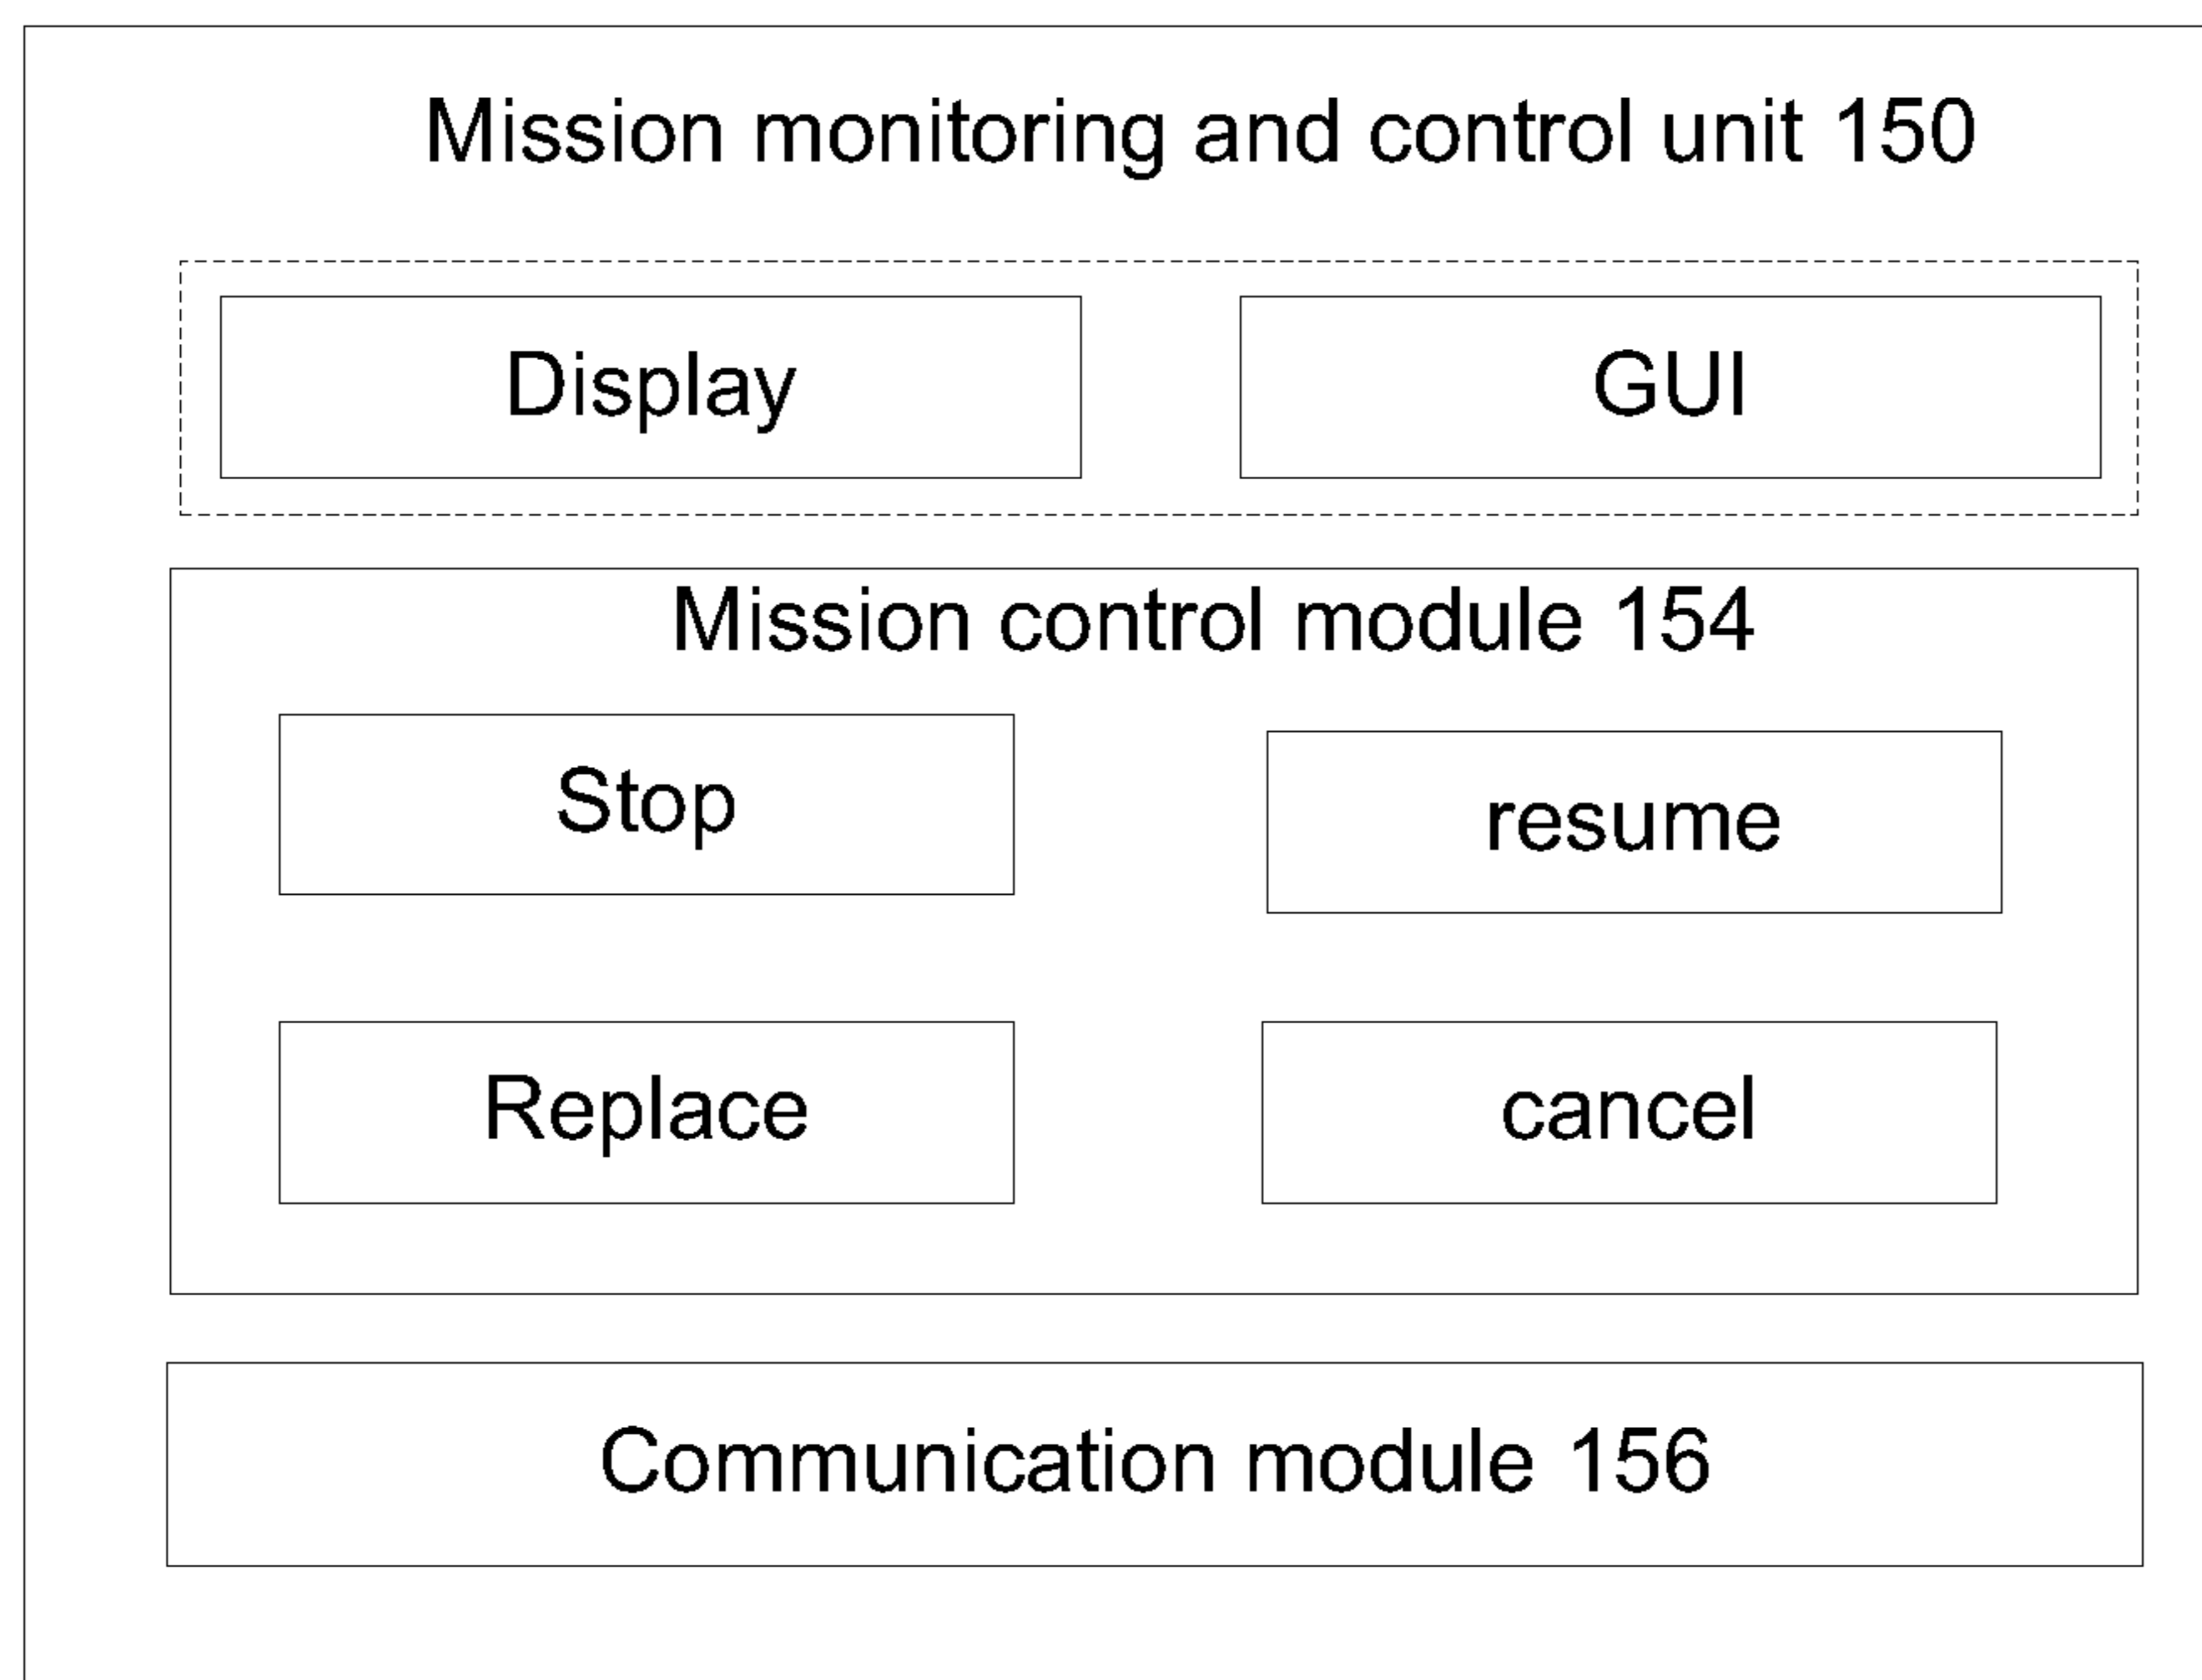 Mission monitoring and control unit 150
Display
GUI
Mission control module 154
Stop
resume
Replace
cancel
Communication module 156